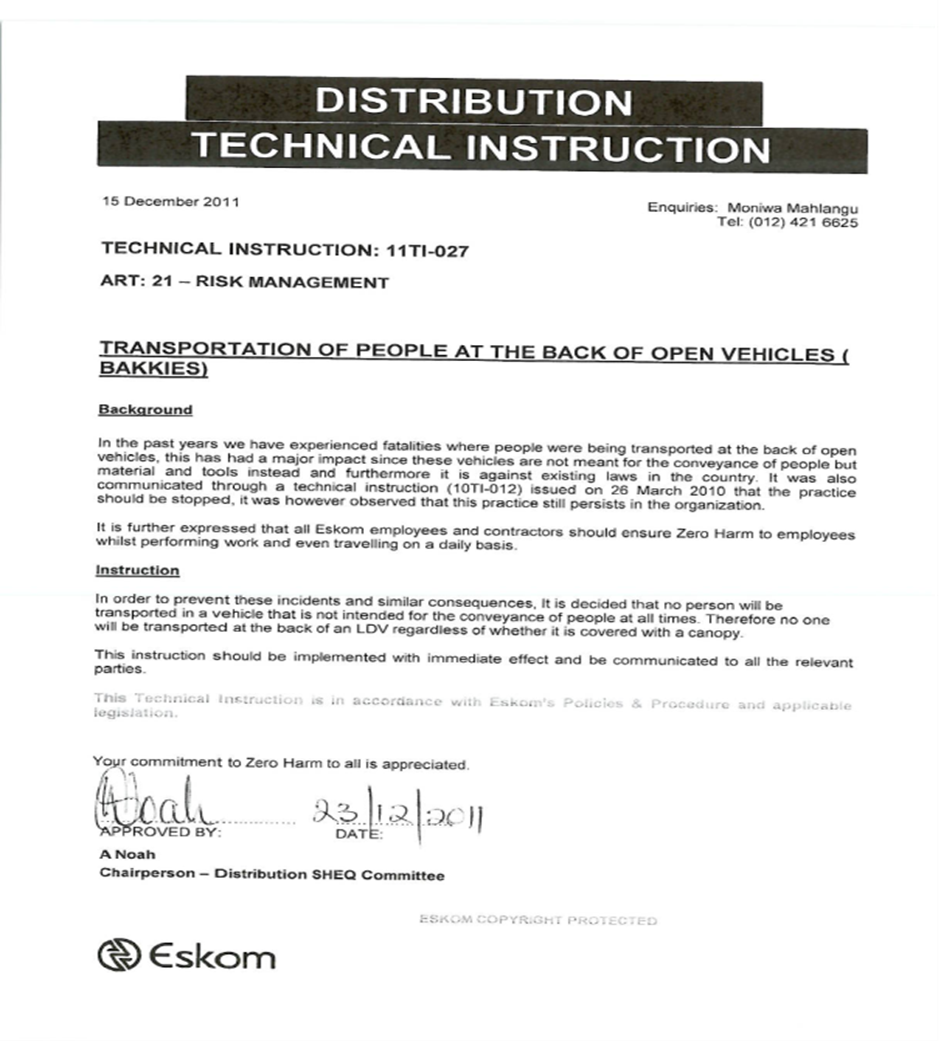 DISTRIBUTION
TECHNICAL INSTRUCTION
15 December 2011
Enquiries: Moniwa Mahlangu
Tel: (012) 421 6625
TECHNICAL INSTRUCTION: 11TI-027
ART: 21 – RISK MANAGEMENT
TRANSPORTATION OF PEOPLE AT THE BACK OF OPEN VEHICLES (
BAKKIES)
Background
In the past years we have experienced fatalities where people were being transported at the back of open
vehicles, this has had a major impact since these vehicles are not meant for the conveyance of people but
material and tools instead and furthermore it is against existing laws in the country. It was also
communicated through a technical instruction (10TI-012) issued on 26 March 2010 that the practice
should be stopped, it was however observed that this practice still persists in the organization.
It is further expressed that all Eskom employees and contractors should ensure Zero Harm to employees
whilst performing work and even travelling on a daily basis.
Instruction
In order to prevent these incidents and similar consequences, It is decided that no person will be
transported in a vehicle that is not intended for the conveyance of people at all times. Therefore no one
will be transported at the back of an LDV regardless of whether it is covered with a canopy.
This instruction should be implemented with immediate effect and be communicated to all the relevant
parties.
This Technical Instruction is in accordance with Eskom's Policies & Procedure and applicable
legislation.
Your commitment to Zero Harm to all is appreciated.
ANoah 23/12/2011
APPROVED BY: DATE:
A Noah
Chairperson – Distribution SHEQ Committee
ESKOM COPYRIGHT PROTECTED
Eskom